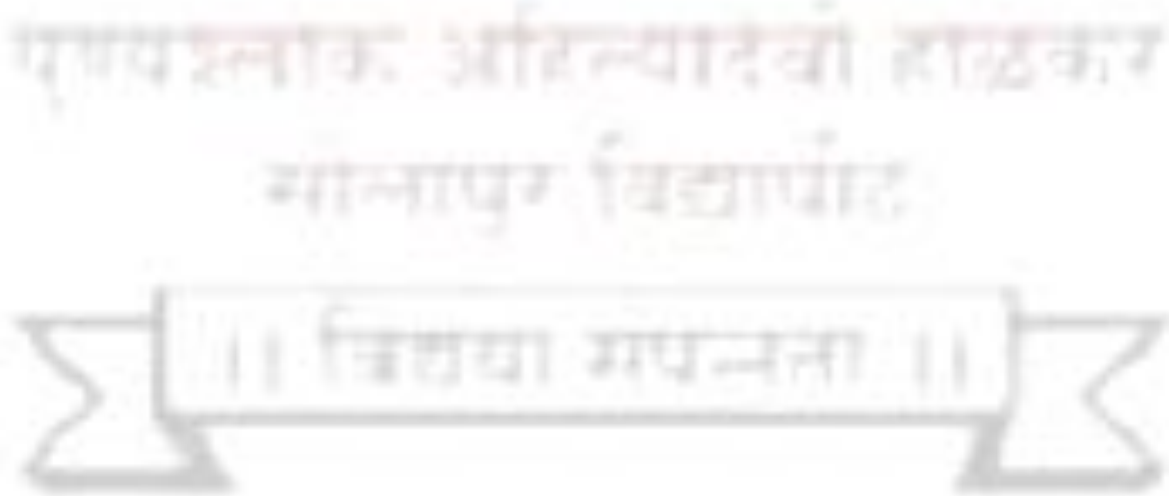 पुण्यश्लोक अहिल्यादेवी होळकर
सोलापूर विद्यापीठ
।। विद्यया संपन्नता ।।